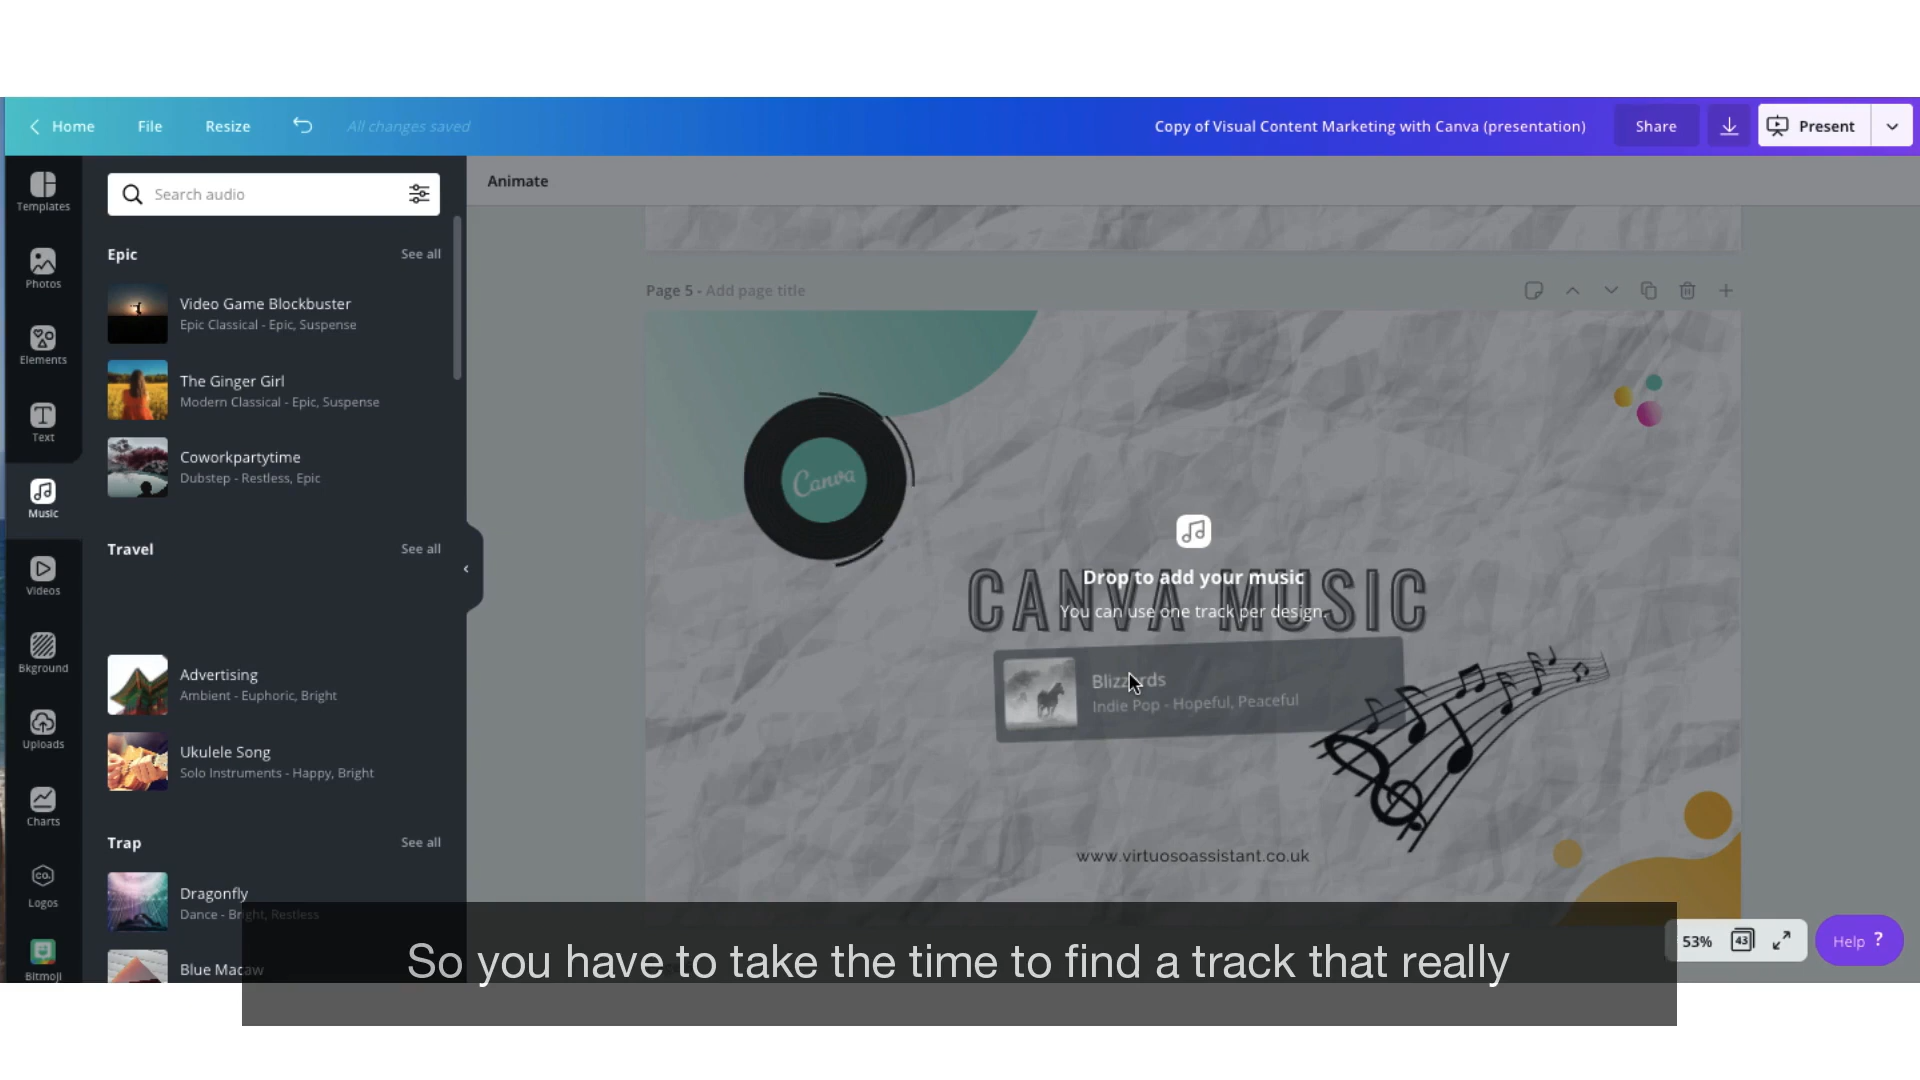 Home
File
Resize
All changes saved
Copy of Visual Content Marketing with Canva (presentation)
Share
Present
Templates
Photos
Elements
Text
Music
Videos
Bkground
Uploads
Charts
CO.
Logos
Bitmoji
Search audio
Epic
See all
Video Game Blockbuster
Epic Classical - Epic, Suspense
The Ginger Girl
Modern Classical - Epic, Suspense
Coworkpartytime
Dubstep - Restless, Epic
Travel
See all
Advertising
Ambient - Euphoric, Bright
Ukulele Song
Solo Instruments - Happy, Bright
Trap
See all
Dragonfly
Dance - Bright, Restless
Blue Macaw
Animate
Page 5 - Add page title
Canva
Drop to add your music
CANVA MUSIC
You can use one track per design.
Blizzards
Indie Pop - Hopeful, Peaceful
www.virtuosoassistant.co.uk
53%
43
Help ?
So you have to take the time to find a track that really